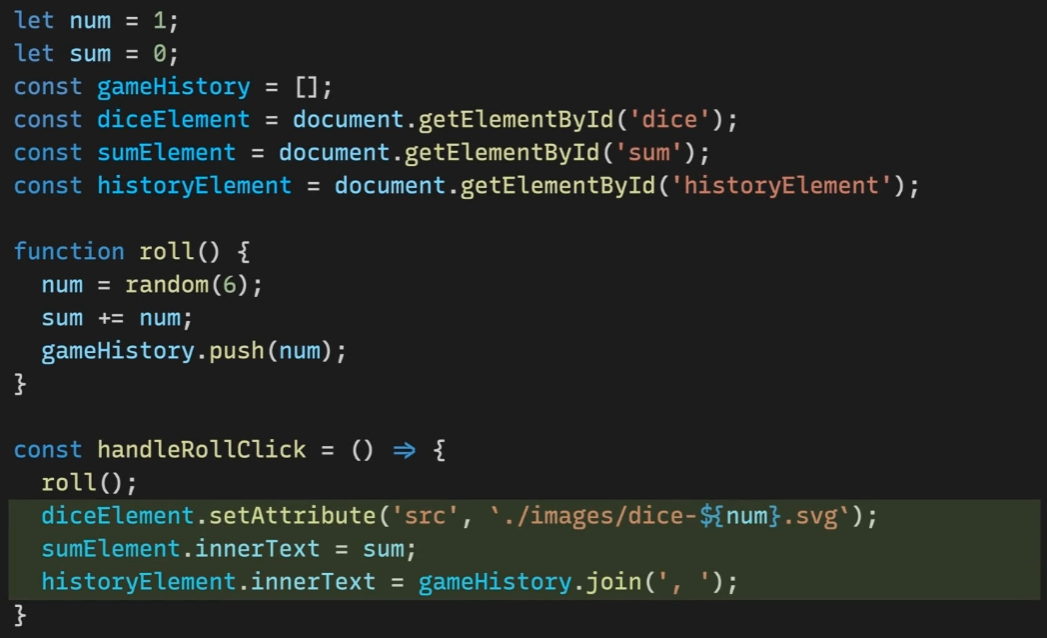 let num = 1;
let sum = 0;
const gameHistory = [];
const diceElement = document.getElementById('dice');
const sumElement = document.getElementById('sum');
const historyElement = document.getElementById('historyElement');

function roll() {
  num = random(6);
  sum += num;
  gameHistory.push(num);
}

const handleRollClick = () => {
  roll();
  diceElement.setAttribute('src', `./images/dice-${num}.svg`);
  sumElement.innerText = sum;
  historyElement.innerText = gameHistory.join(', ');
}